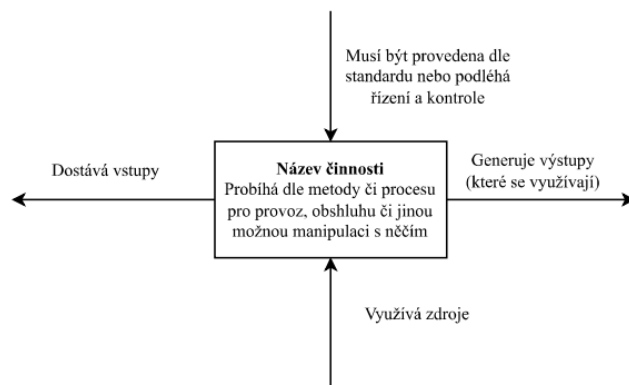 Musí být provedena dle
standardu nebo podléhá
řízení a kontrole
Dostává vstupy
Název činnosti
Probíhá dle metody či procesu
pro provoz, obshluhu či jinou
možnou manipulaci s něčím
Generuje výstupy
(které se využívají)
Využívá zdroje